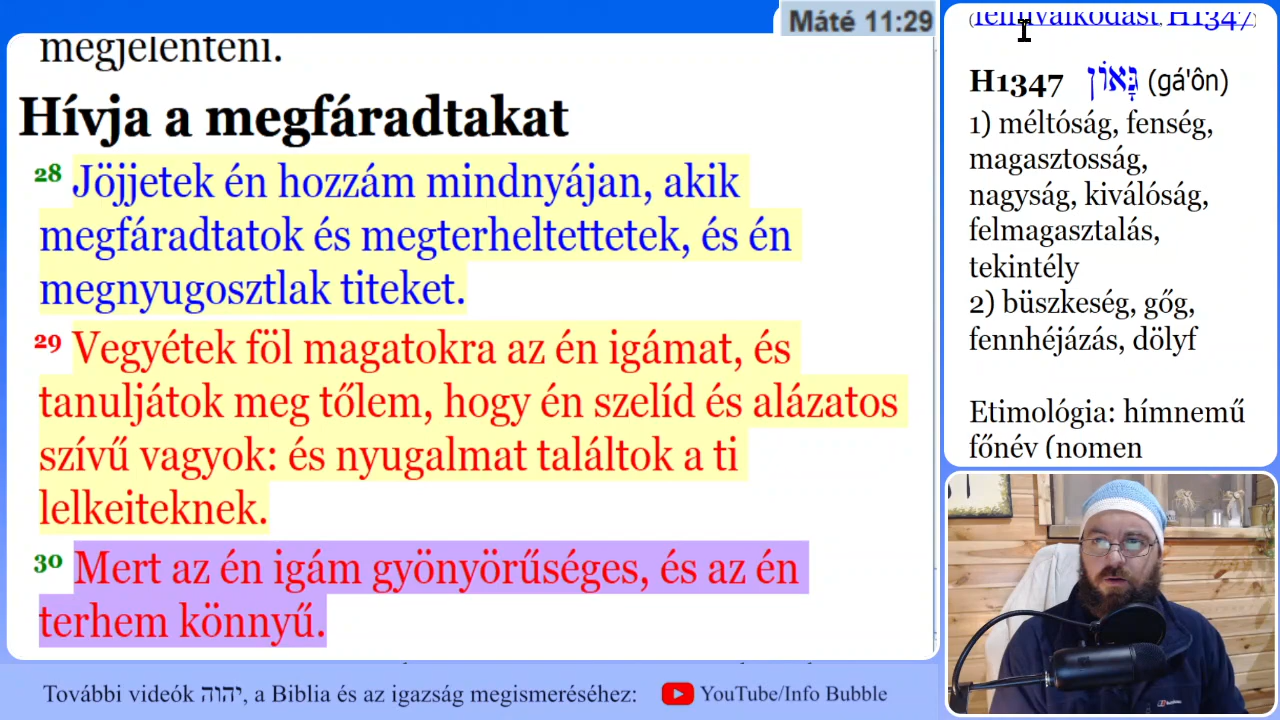 Máté 11:29
megjelenteni.
Hívja a megfáradtakat
28 Jöjjetek én hozzám mindnyájan, akik
megfáradtatok és megterheltettetek, és én
megnyugosztlak titeket.
29 Vegyétek föl magatokra az én igámat, és
tanuljátok meg tőlem, hogy én szelíd és alázatos
szívű vagyok: és nyugalmat találtok a ti
lelkeiteknek.
30 Mert az én igám gyönyörűséges, és az én
terhem könnyű.
H1347
H1347 גָּאוֹן (gá'ôn)
1) méltóság, fenség,
magasztosság,
nagyság, kiválóság,
felmagasztalás,
tekintély
2) büszkeség, gőg,
fennhéjázás, dölyf
Etimológia: hímnemű
főnév (nomen
További videók יהוה, a Biblia és az igazság megismeréséhez: YouTube/Info Bubble